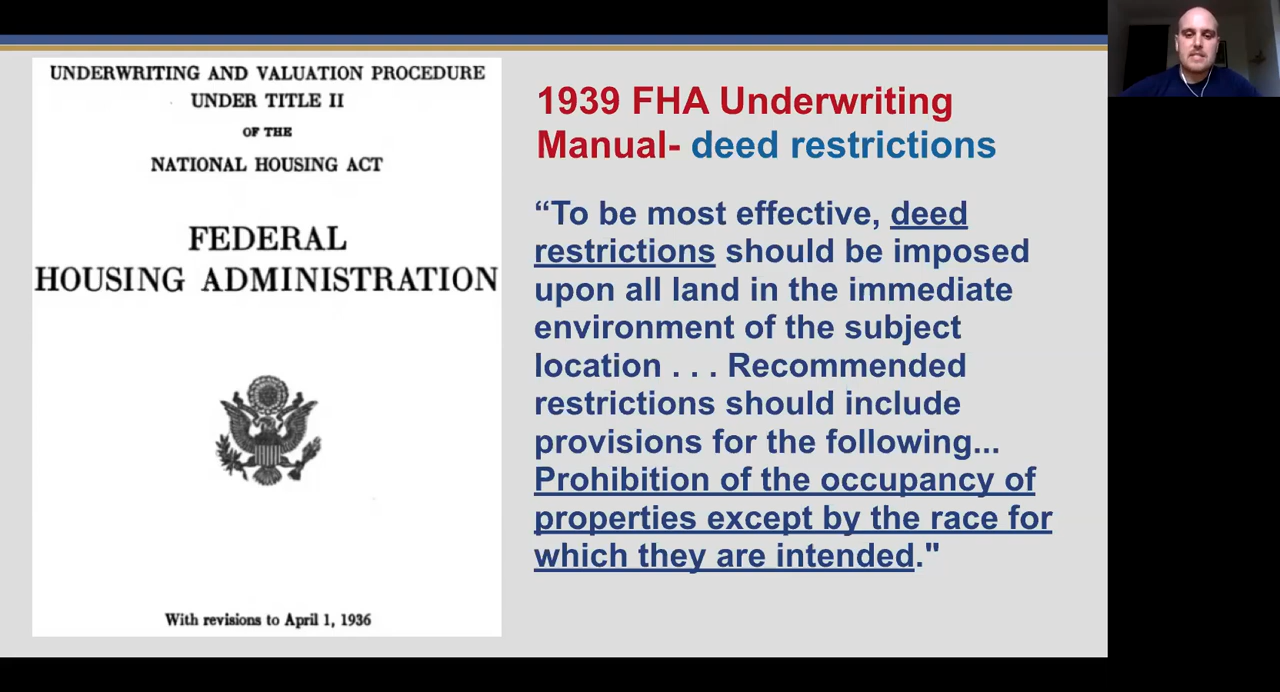 UNDERWRITING AND VALUATION PROCEDURE
UNDER TITLE II
OF THE
NATIONAL HOUSING ACT
FEDERAL
HOUSING ADMINISTRATION
With revisions to April 1, 1936
1939 FHA Underwriting
Manual- deed restrictions
“To be most effective, deed
restrictions should be imposed
upon all land in the immediate
environment of the subject
location . . . Recommended
restrictions should include
provisions for the following...
Prohibition of the occupancy of
properties except by the race for
which they are intended."